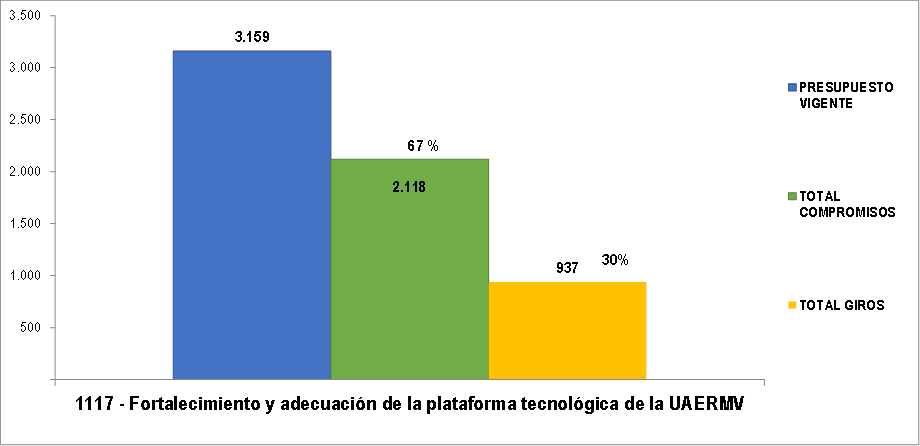 3.500
3.000
2.500
2.000
1.500
1.000
500
3.159
67 %
2.118
937 30%
PRESUPUESTO
VIGENTE
TOTAL
COMPROMISOS
TOTAL GIROS
1117 - Fortalecimiento y adecuación de la plataforma tecnológica de la UAERMV